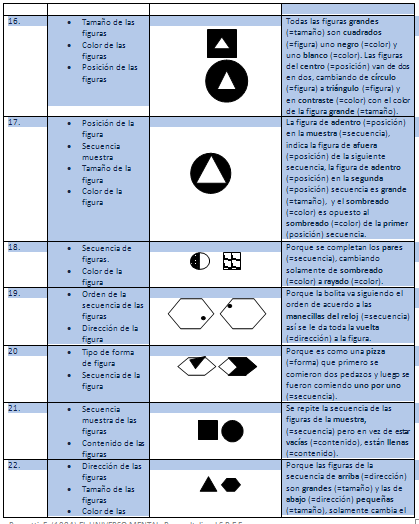 16.
• Tamaño de las
figuras
• Color de las
figuras
• Posición de las
figuras
Todas las figuras grandes
(=tamaño) son cuadrados
(=figura) uno negro (=color) y
uno blanco (=color). Las figuras
del centro (=posición) van de dos
en dos, cambiando de círculo
(=figura) a triángulo (=figura) y
en contraste (=color) con el color
de la figura grande (=tamaño).
17.
• Posición de la
figura
• Secuencia
muestra
• Tamaño de la
figura
• Color de la
figura
La figura de adentro (=posición)
en la muestra (=secuencia),
indica la figura de afuera
(=posición) de la siguiente
secuencia, la figura de adentro
(=posición) en la segunda
(=posición) secuencia es grande
(=tamaño), y el sombreado
(=color) es opuesto al
sombreado (=color) de la primer
(posición) secuencia.
18.
• Secuencia de
figuras.
• Color de la
figura
Porque se completan los pares
(=secuencia), cambiando
solamente de sombreado
(=color) a rayado (=color).
19.
• Orden de la
secuencia de las
figuras
• Dirección de la
figura
Porque la bolita va siguiendo el
orden de acuerdo a las
manecillas del reloj (=secuencia)
así se le da toda la vuelta
(=dirección) a la figura.
20
• Tipo de forma
de figura
• Secuencia de la
figura
Porque es como una pizza
(=forma) que primero se
comieron dos pedazos y luego se
fueron comiendo uno por uno
(=secuencia).
21.
• Secuencia
muestra de las
figuras
• Contenido de las
figuras
Se repite la secuencia de las
figuras de la muestra,
(=secuencia) pero en vez de estar
vacías (=contenido), están llenas
(=contenido).
22.
• Dirección de las
figuras
• Tamaño de las
figuras
• Color de las
Porque las figuras de la
secuencia de arriba (=dirección)
son grandes (=tamaño) y las de
abajo (=dirección) pequeñas
(=tamaño), solamente cambia el